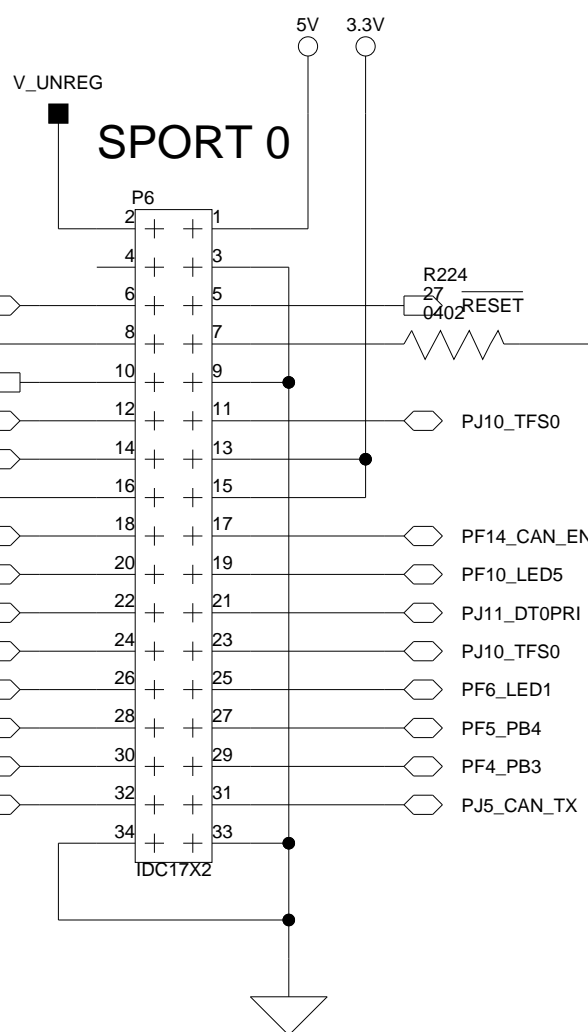 5V 3.3V
V_UNREG
SPORT 0
P6
2 1
4 3
R224
27
0402
RESET
6 5
8 7
10 9
12 11 PJ10_TFS0
14 13
16 15
18 17 PF14_CAN_EN
20 19 PF10_LED5
22 21 PJ11_DT0PRI
24 23 PJ10_TFS0
26 25 PF6_LED1
28 27 PF5_PB4
30 29 PF4_PB3
32 31 PJ5_CAN_TX
34 33
IDC17X2